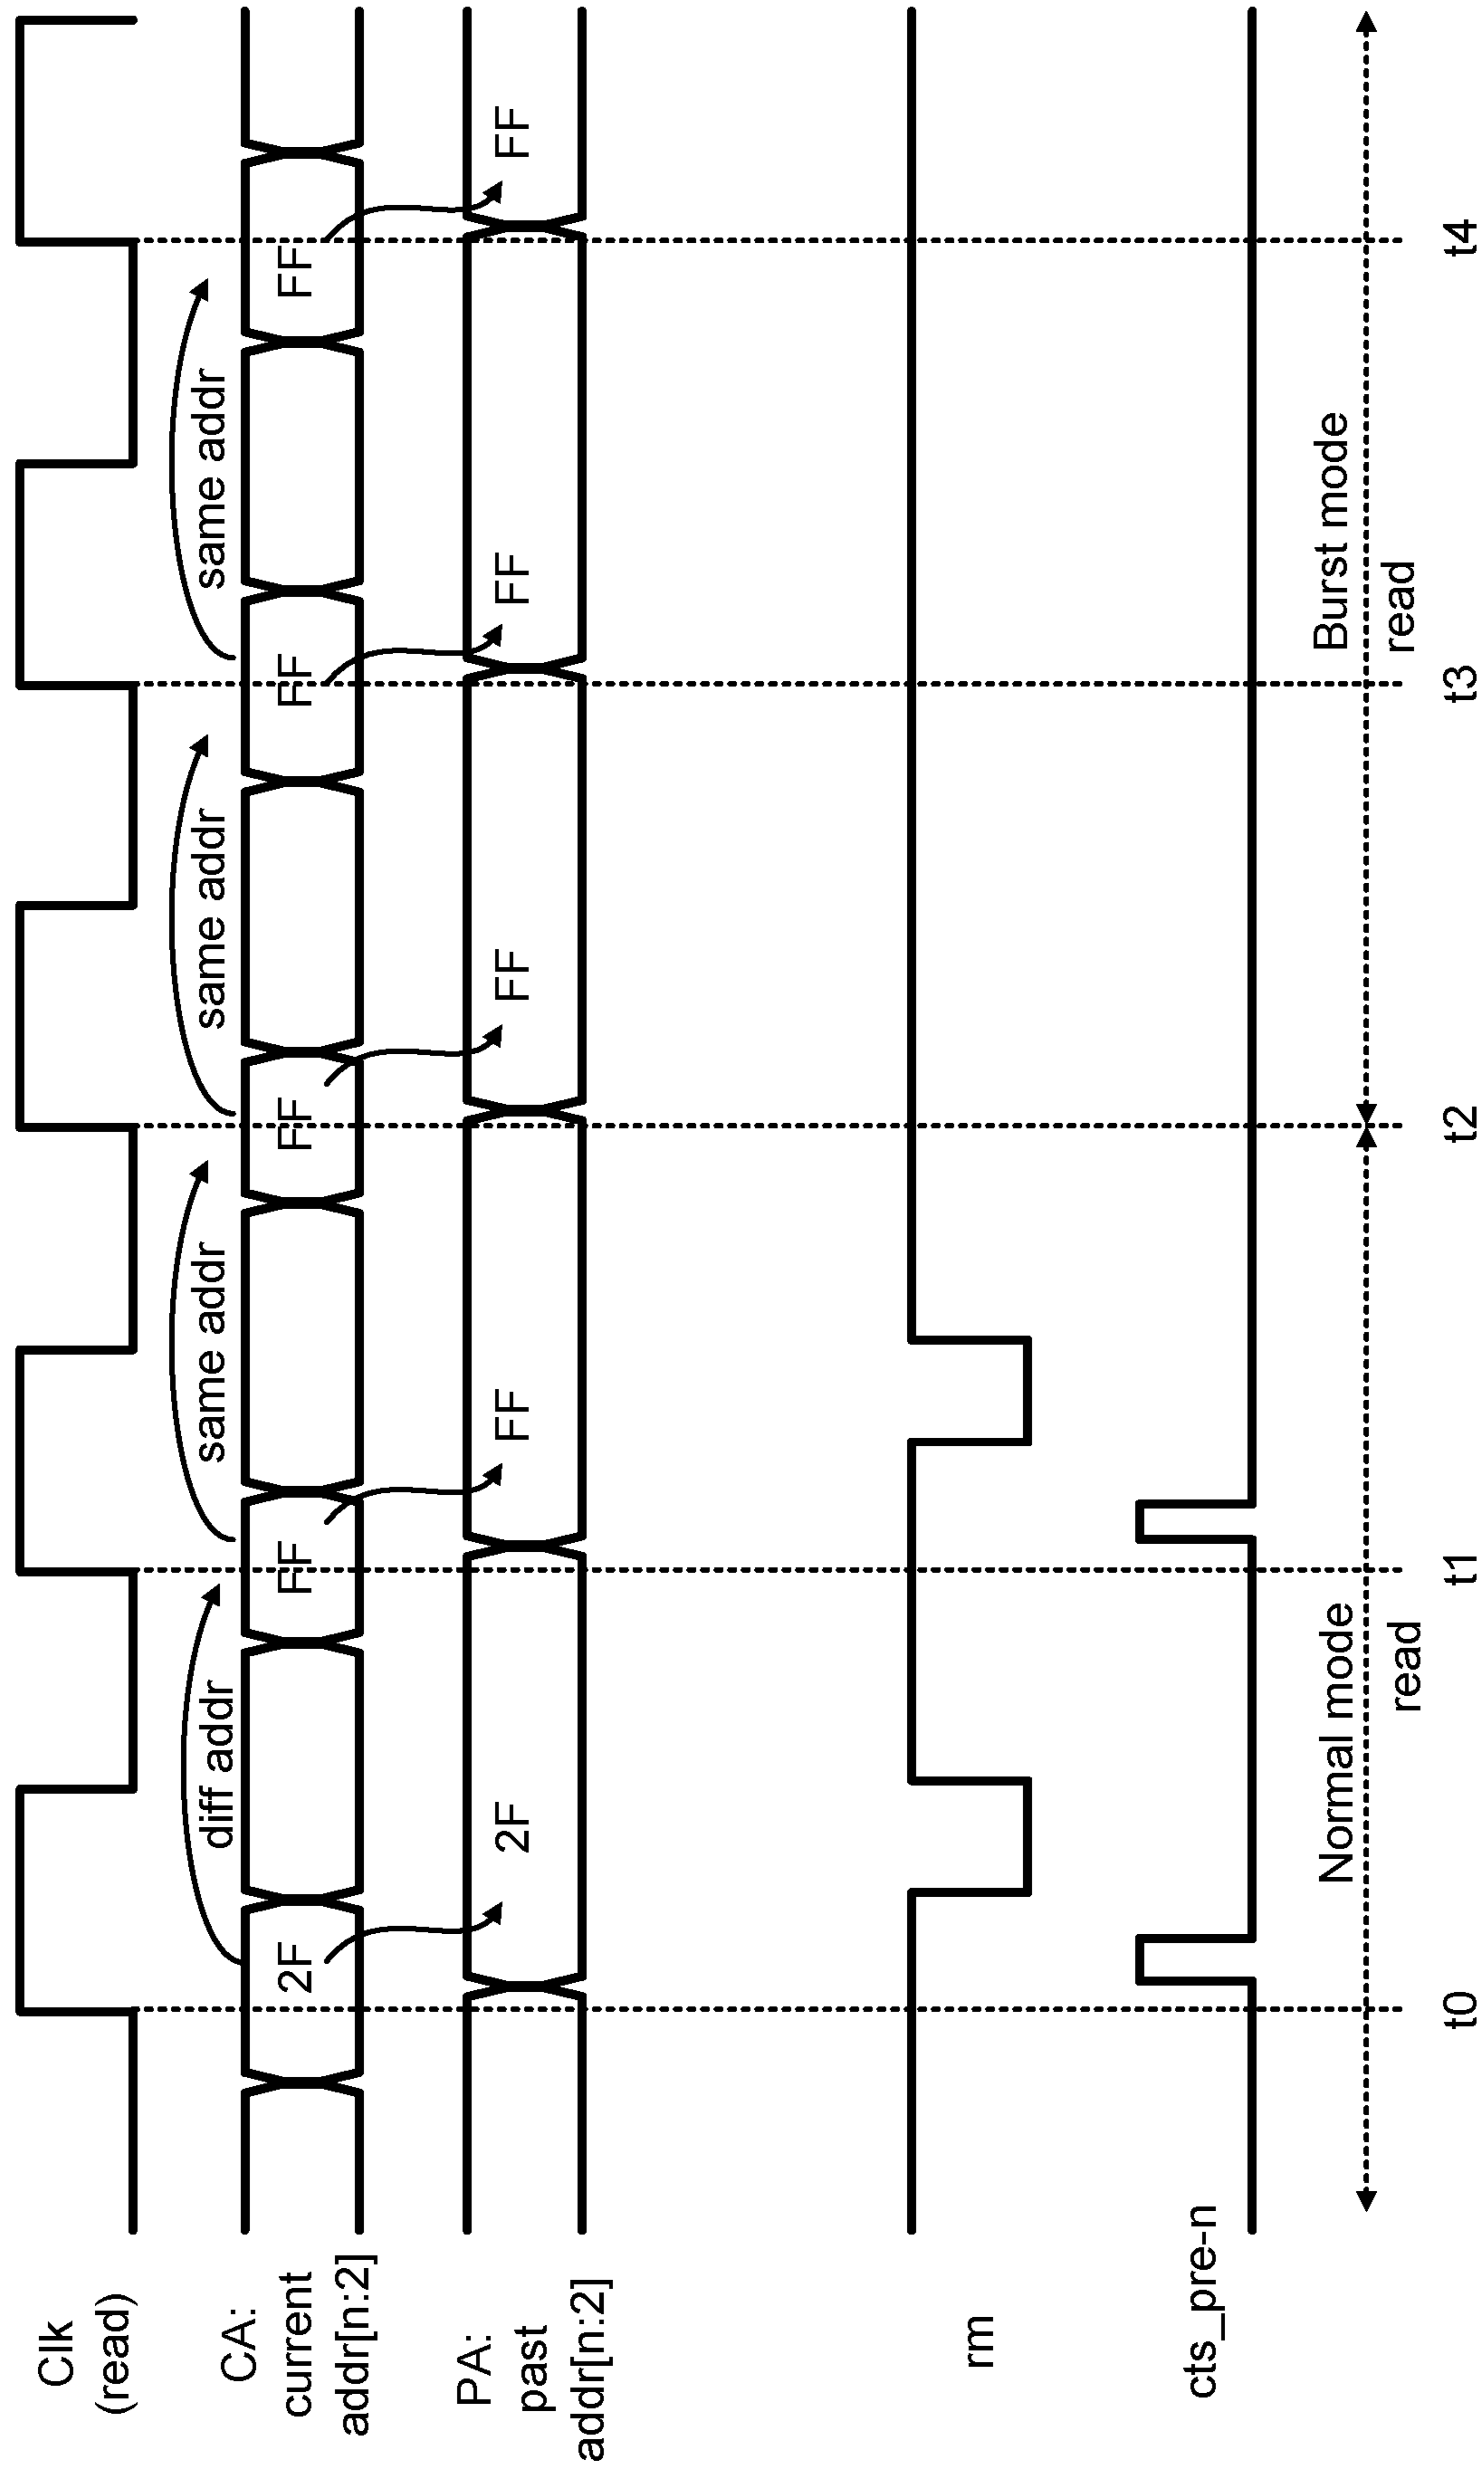 Clk
(read)
CA:
current
addr[n:2]
2F
diff addr
FF
same addr
FF
same addr
FF
same addr
FF
PA:
past
addr[n:2]
2F
FF
FF
FF
FF
rm
cts_pre-n
Normal mode
read
Burst mode
read
t0
t1
t2
t3
t4